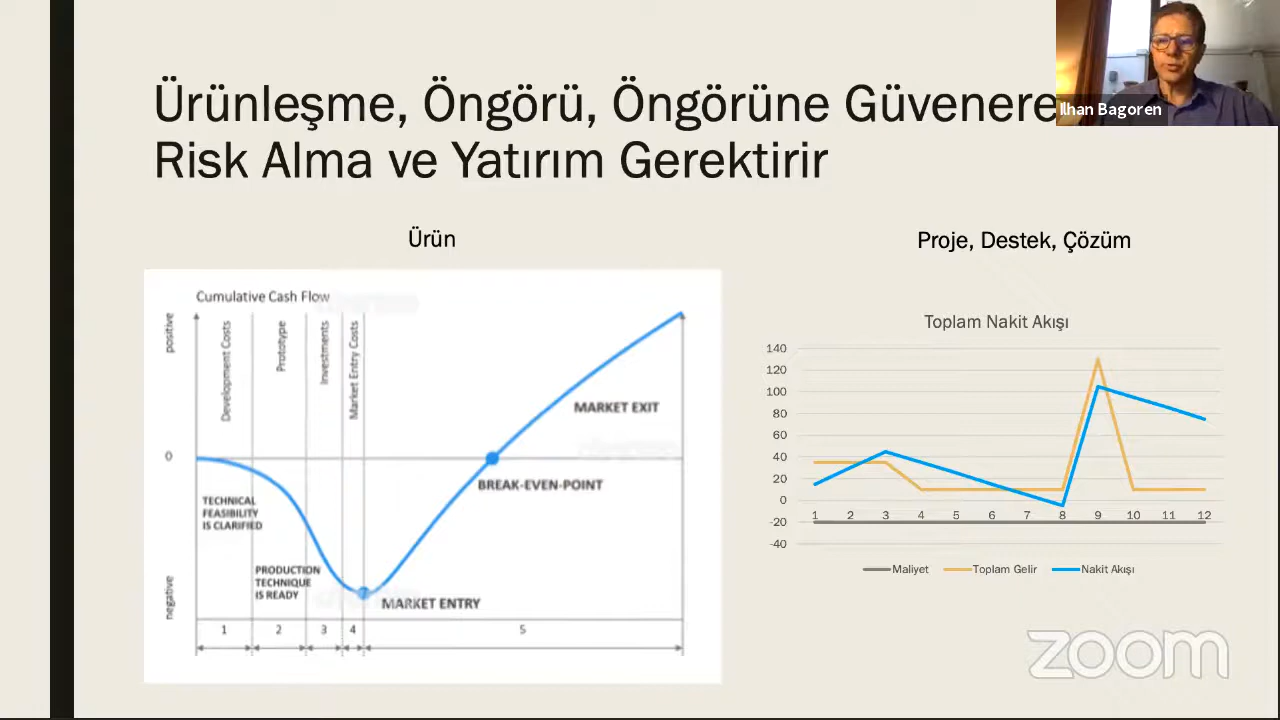 Ürünleşme, Öngörü, Öngörüne Güvenere
Risk Alma ve Yatırım Gerektirir
Ilhan Bagoren
Ürün
Cumulative Cash Flow
positive
0
negative
Development Costs
Prototype
Investments
Market Entry Costs
TECHNICAL
FEASIBILITY
IS CLARIFIED
PRODUCTION
TECHNIQUE
IS READY
MARKET ENTRY
BREAK-EVEN-POINT
MARKET EXIT
1 2 3 4 5
Proje, Destek, Çözüm
Toplam Nakit Akışı
140
120
100
80
60
40
20
0
-20
-40
1 2 3 4 5 6 7 8 9 10 11 12
Maliyet Toplam Gelir Nakit Akışı
zoom